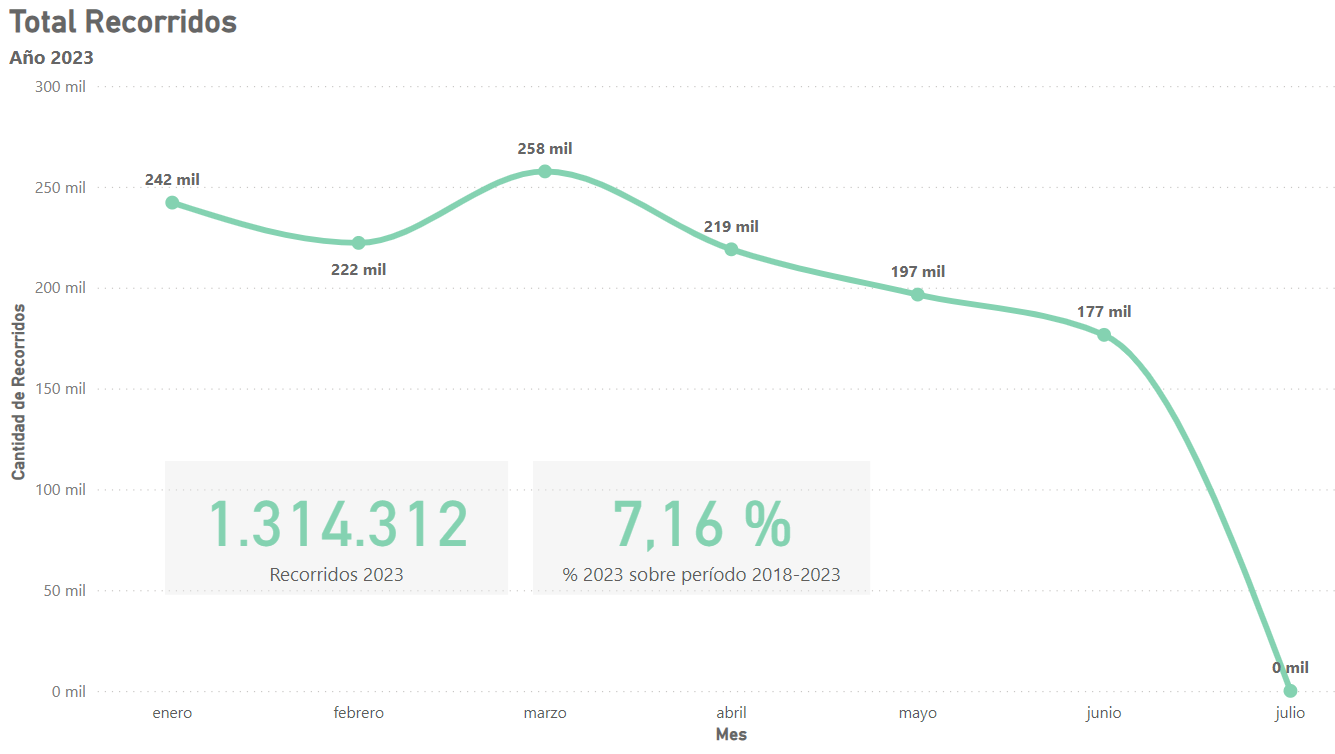 Total Recorridos
Año 2023
300 mil
250 mil
200 mil
150 mil
100 mil
50 mil
0 mil
Cantidad de Recorridos
242 mil
222 mil
258 mil
219 mil
197 mil
177 mil
0 mil
1.314.312
Recorridos 2023
7,16 %
% 2023 sobre período 2018-2023
enero febrero marzo abril mayo junio julio
Mes